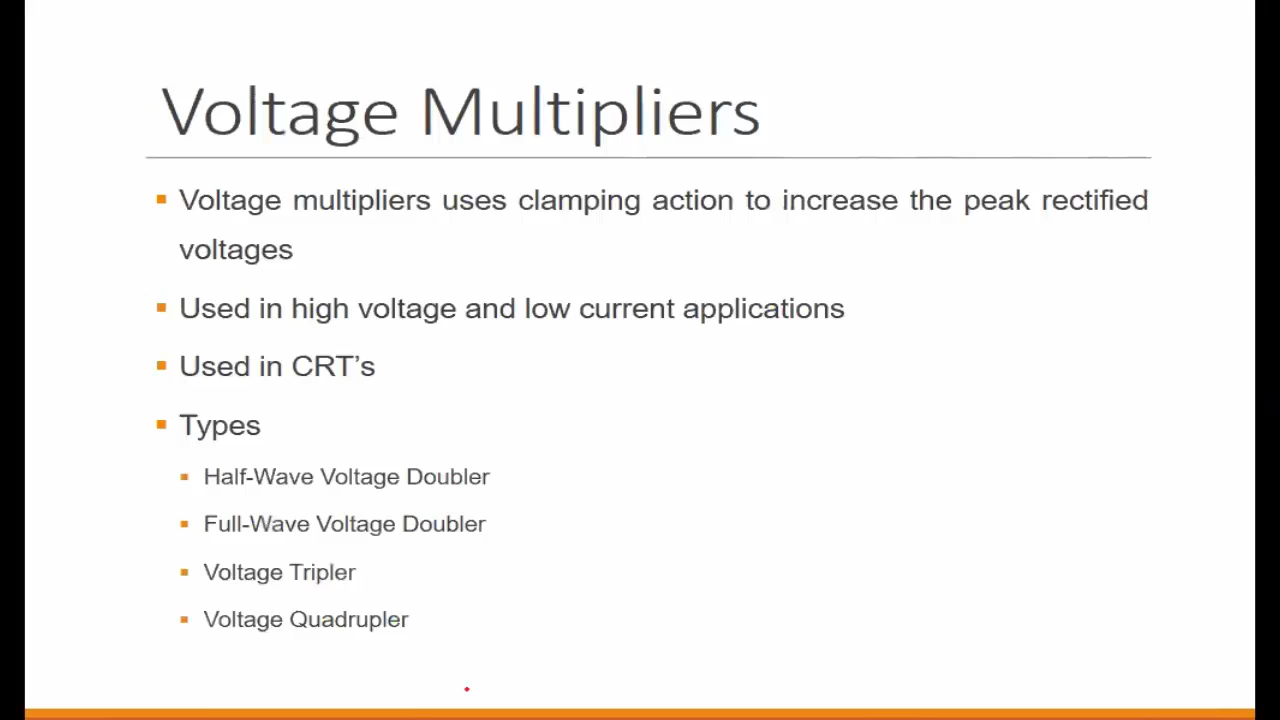 Voltage Multipliers
Voltage multipliers uses clamping action to increase the peak rectified
voltages
Used in high voltage and low current applications
Used in CRT’s
Types
Half-Wave Voltage Doubler
Full-Wave Voltage Doubler
Voltage Tripler
Voltage Quadrupler